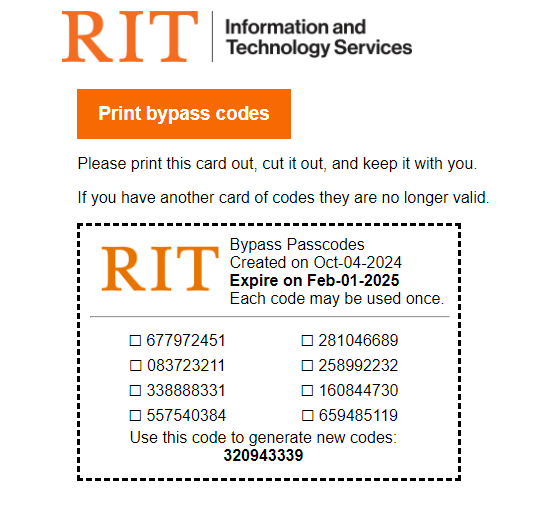 RIT Information and
Technology Services
Print bypass codes
Please print this card out, cut it out, and keep it with you.
If you have another card of codes they are no longer valid.
RIT
Bypass Passcodes
Created on Oct-04-2024
Expire on Feb-01-2025
Each code may be used once.
☐ 677972451 ☐ 281046689
☐ 083723211 ☐ 258992232
☐ 338888331 ☐ 160844730
☐ 557540384 ☐ 659485119
Use this code to generate new codes:
320943339